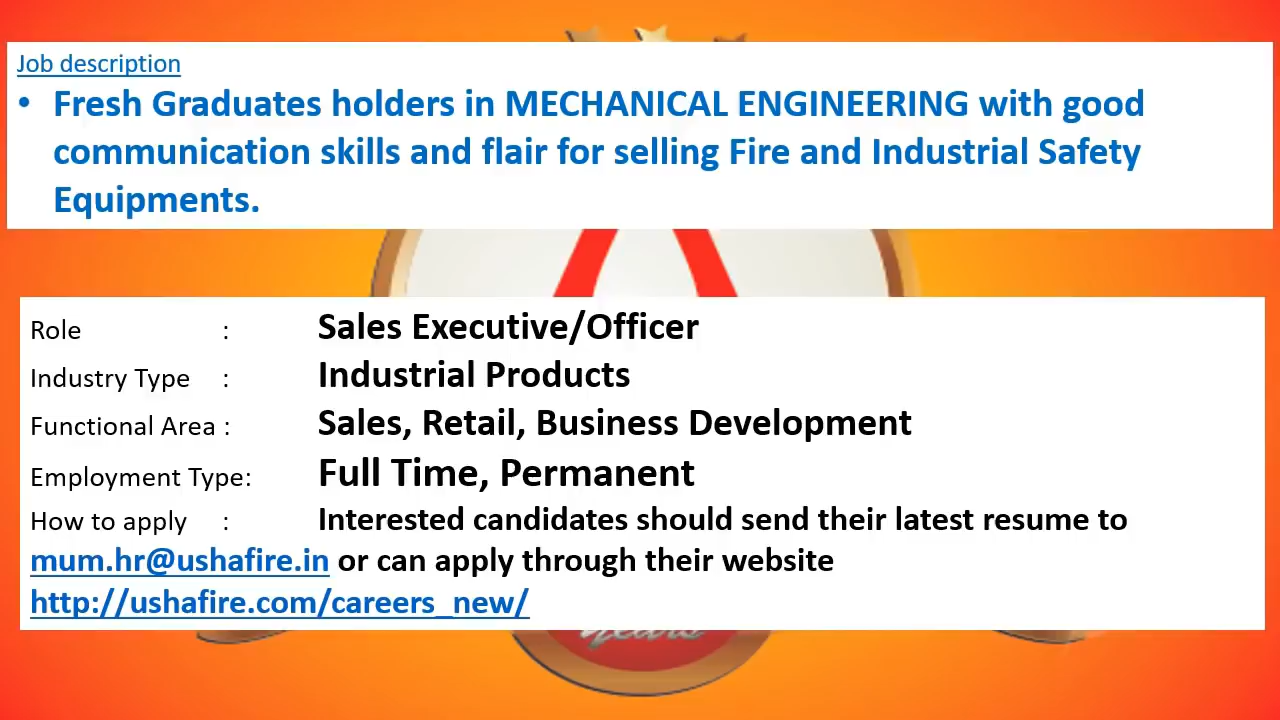 Job description
• Fresh Graduates holders in MECHANICAL ENGINEERING with good
communication skills and flair for selling Fire and Industrial Safety
Equipments.
Role : Sales Executive/Officer
Industry Type : Industrial Products
Functional Area : Sales, Retail, Business Development
Employment Type: Full Time, Permanent
How to apply : Interested candidates should send their latest resume to
mum.hr@ushafire.in or can apply through their website
http://ushafire.com/careers_new/
Years